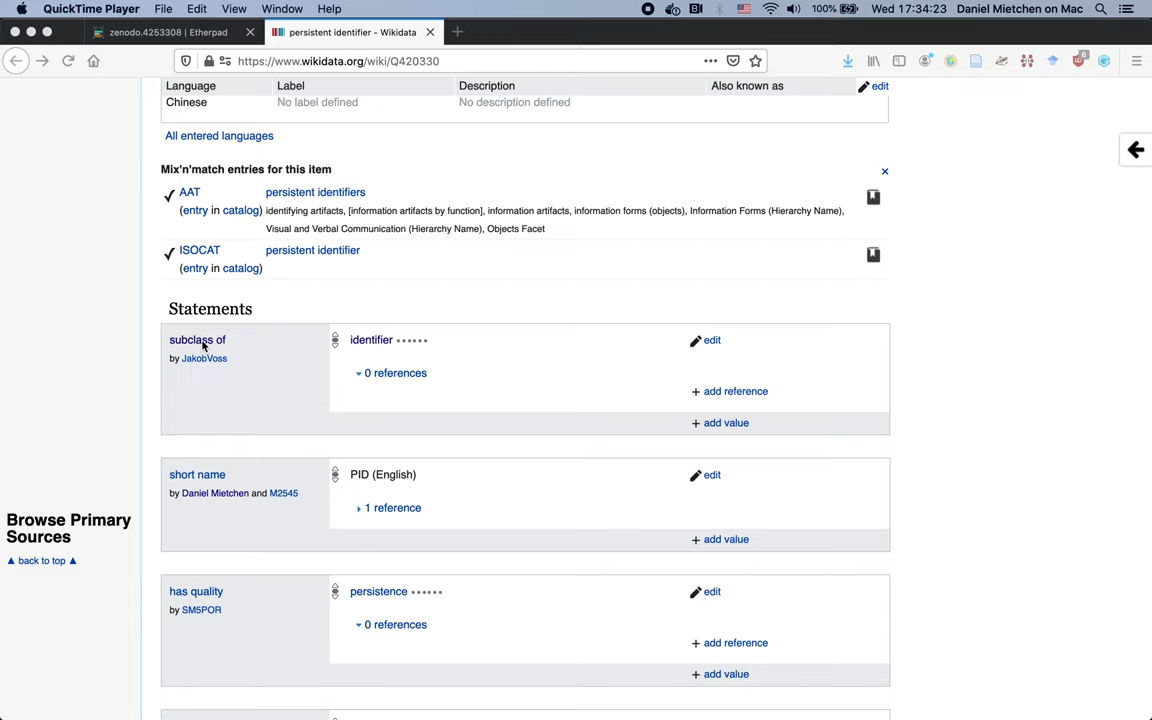 QuickTime Player File Edit View Window Help 100% Wed 17:34:23 Daniel Mietchen on Mac
zenodo.4253308 | Etherpad persistent identifier - Wikidata
https://www.wikidata.org/wiki/Q420330
6
Language Label Description Also known as edit
Chinese No label defined No description defined
All entered languages
Mix'n'match entries for this item
AAT persistent identifiers
(entry in catalog) identifying artifacts, [information artifacts by function], information artifacts, information forms (objects), Information Forms (Hierarchy Name),
Visual and Verbal Communication (Hierarchy Name), Objects Facet
ISOCAT persistent identifier
(entry in catalog)
Statements
subclass of identifier edit
by JakobVoss
0 references
+ add reference
+ add value
short name PID (English) edit
by Daniel Mietchen and M2545
1 reference
+ add value
Browse Primary
Sources
▲ back to top ▲
has quality persistence edit
by SM5POR
0 references
+ add reference
+ add value